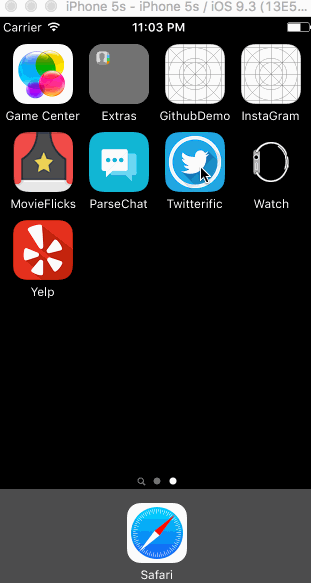 iPhone 5s - iPhone 5s / iOS 9.3 (13E5...
Carrier 11:03 PM
Game Center Extras GithubDemo InstaGram
MovieFlicks ParseChat Twitterific Watch
Yelp
Safari